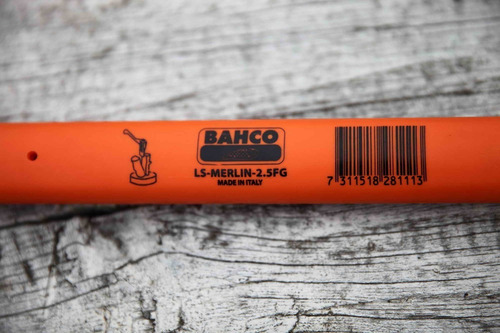 BAHCO
LS-MERLIN-2.5FG
MADE IN ITALY
7 311518 281113